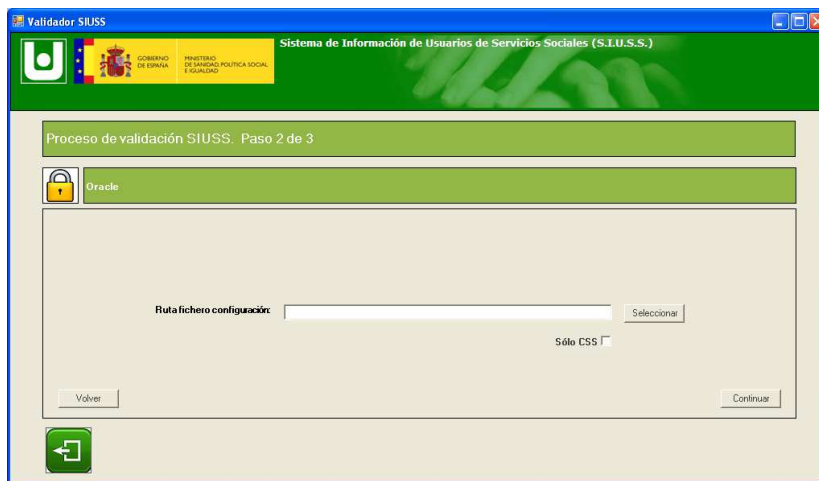 Validador SIUSS
Sistema de Información de Usuarios de Servicios Sociales (S.I.U.S.S.)
GOBIERNO
DE ESPAÑA
MINISTERIO
DE SANIDAD, POLÍTICA SOCIAL
E IGUALDAD
Proceso de validación SIUSS. Paso 2 de 3
Oracle
Ruta fichero configuración:
Seleccionar
Sólo CSS
Volver
Continuar